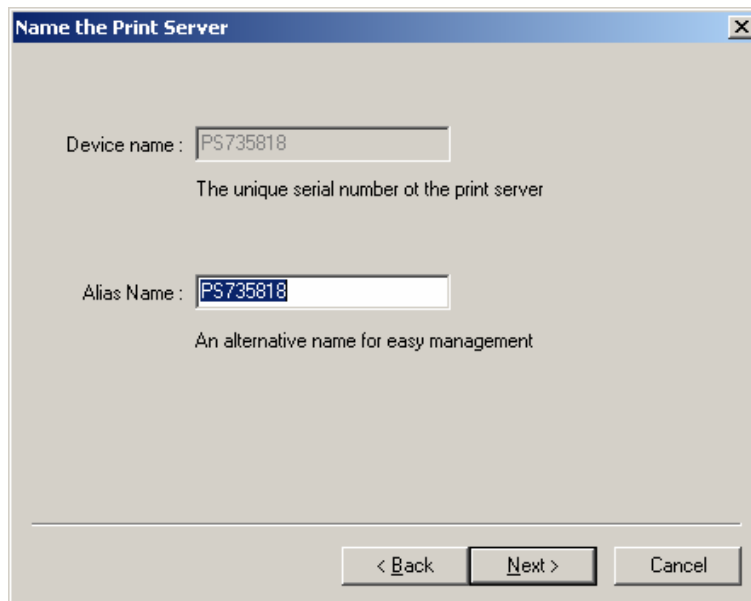 Name the Print Server
Device name : PS735818
The unique serial number ot the print server
Alias Name : PS735818
An alternative name for easy management
< Back Next > Cancel